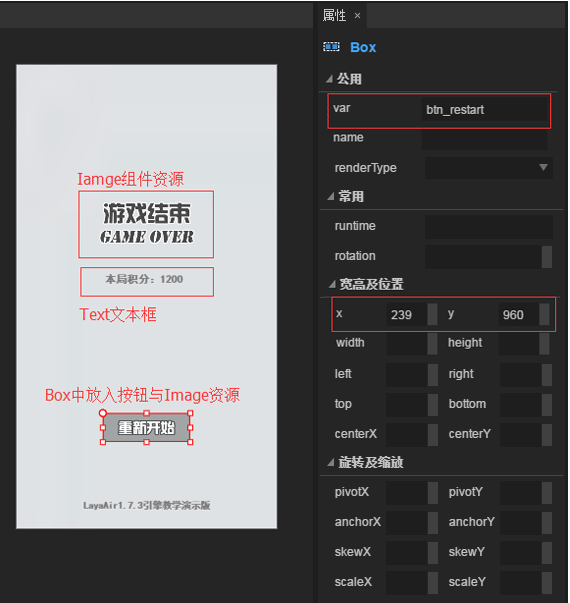 属性 ×
Box
公用
var btn_restart
name
renderType
常用
runtime
rotation
宽高及位置
x 239 y 960
width height
left right
top bottom
centerX centerY
旋转及缩放
pivotX pivotY
anchorX anchorY
skewX skewY
scaleX scaleY
Iamge组件资源
游戏结束
GAME OVER
本局积分：1200
Text文本框
Box中放入按钮与Image资源
重新开始
LayaAir1.7.3引擎教学演示版